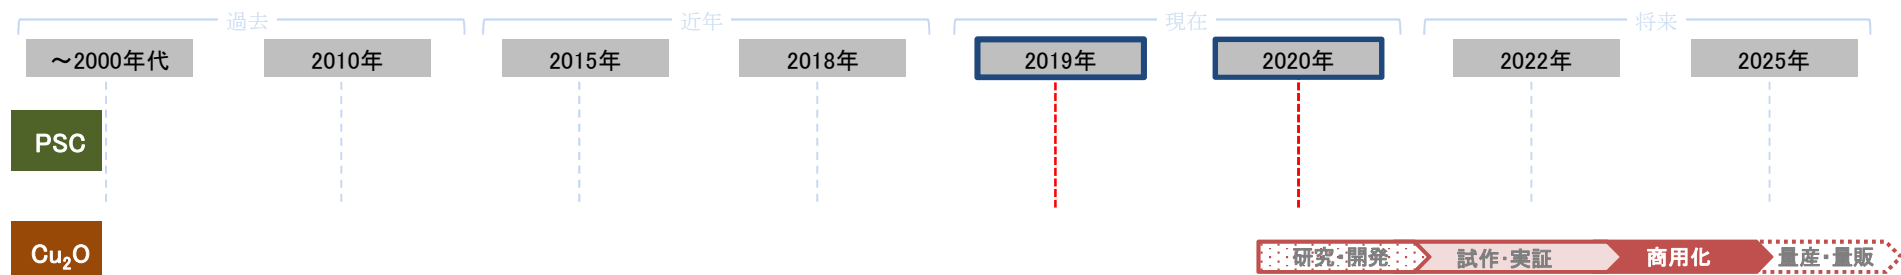 過去 近年 現在 将来
～2000年代 2010年 2015年 2018年 2019年 2020年 2022年 2025年
PSC
Cu₂O 研究・開発 試作・実証 商用化 量産・量販